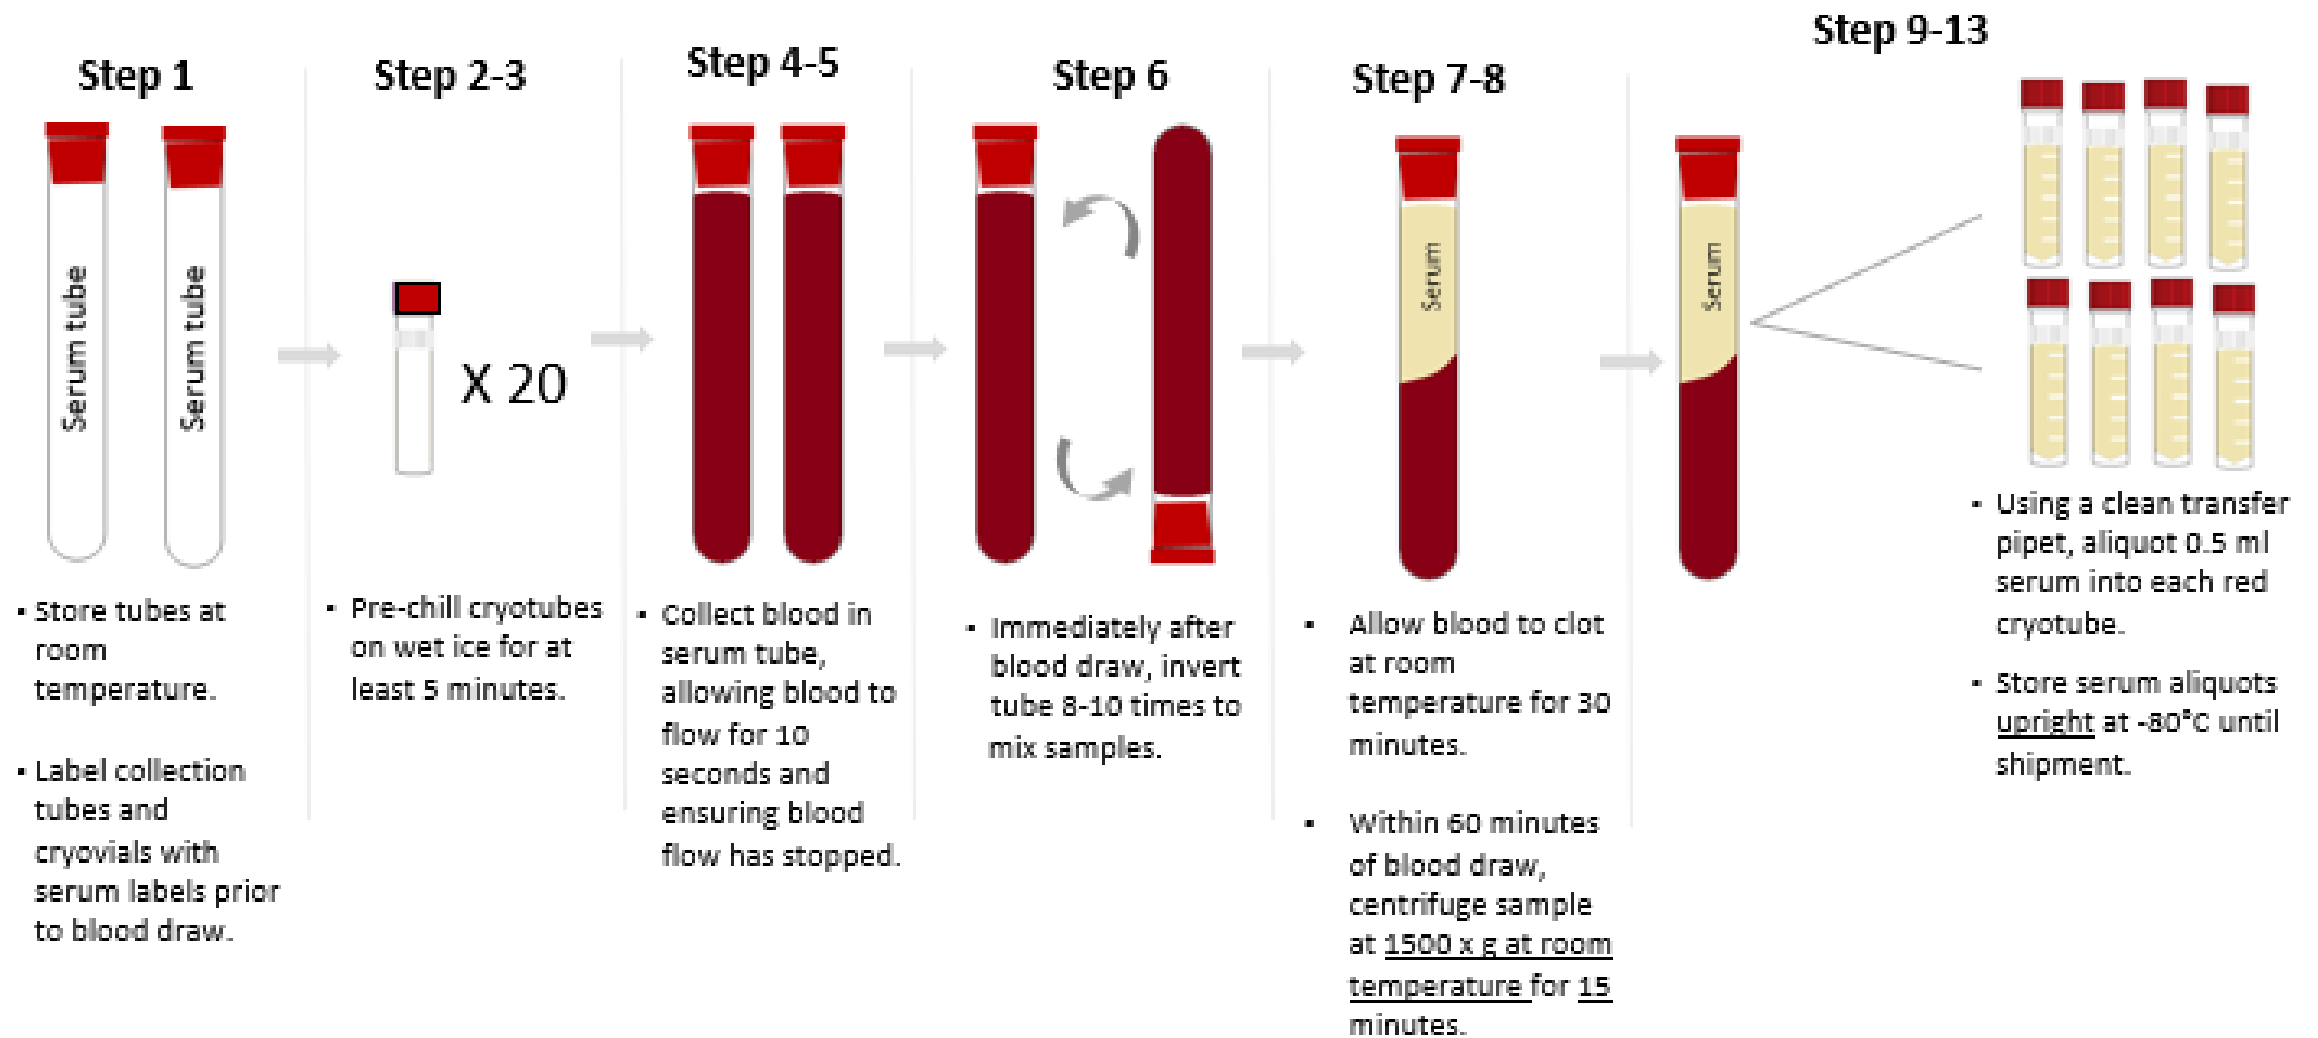 Step 1
Serum tube
Serum tube
▪ Store tubes at
room
temperature.
▪ Label collection
tubes and
cryovials with
serum labels prior
to blood draw.
Step 2-3
X 20
▪ Pre-chill cryotubes
on wet ice for at
least 5 minutes.
Step 4-5
▪ Collect blood in
serum tube,
allowing blood to
flow for 10
seconds and
ensuring blood
flow has stopped.
Step 6
▪ Immediately after
blood draw, invert
tube 8-10 times to
mix samples.
Step 7-8
Serum
▪ Allow blood to clot
at room
temperature for 30
minutes.
▪ Within 60 minutes
of blood draw,
centrifuge sample
at 1500 x g at room
temperature for 15
minutes.
Step 9-13
Serum
▪ Using a clean transfer
pipet, aliquot 0.5 ml
serum into each red
cryotube.
▪ Store serum aliquots
upright at -80°C until
shipment.